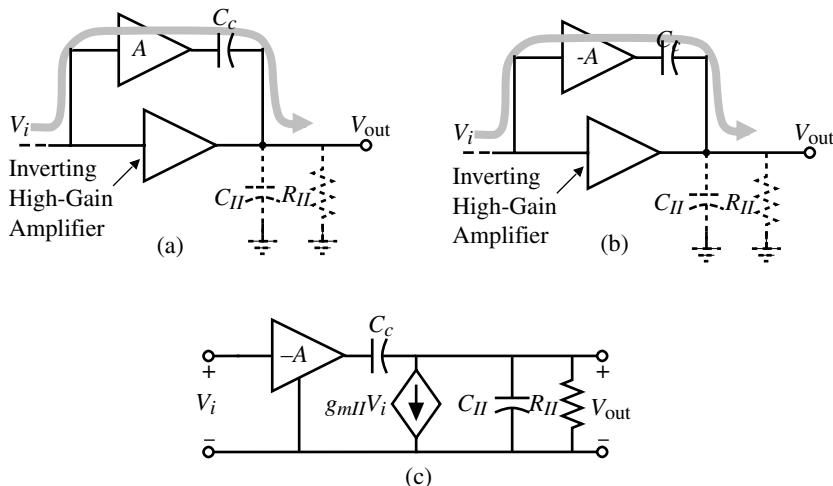 C_c
A
V_i
V_out
Inverting
High-Gain
Amplifier
C_II
R_II
(a)
C_c
-A
V_i
V_out
Inverting
High-Gain
Amplifier
C_II
R_II
(b)
C_c
–A
+
V_i
–
g_mII V_i
C_II
R_II
+
V_out
–
(c)